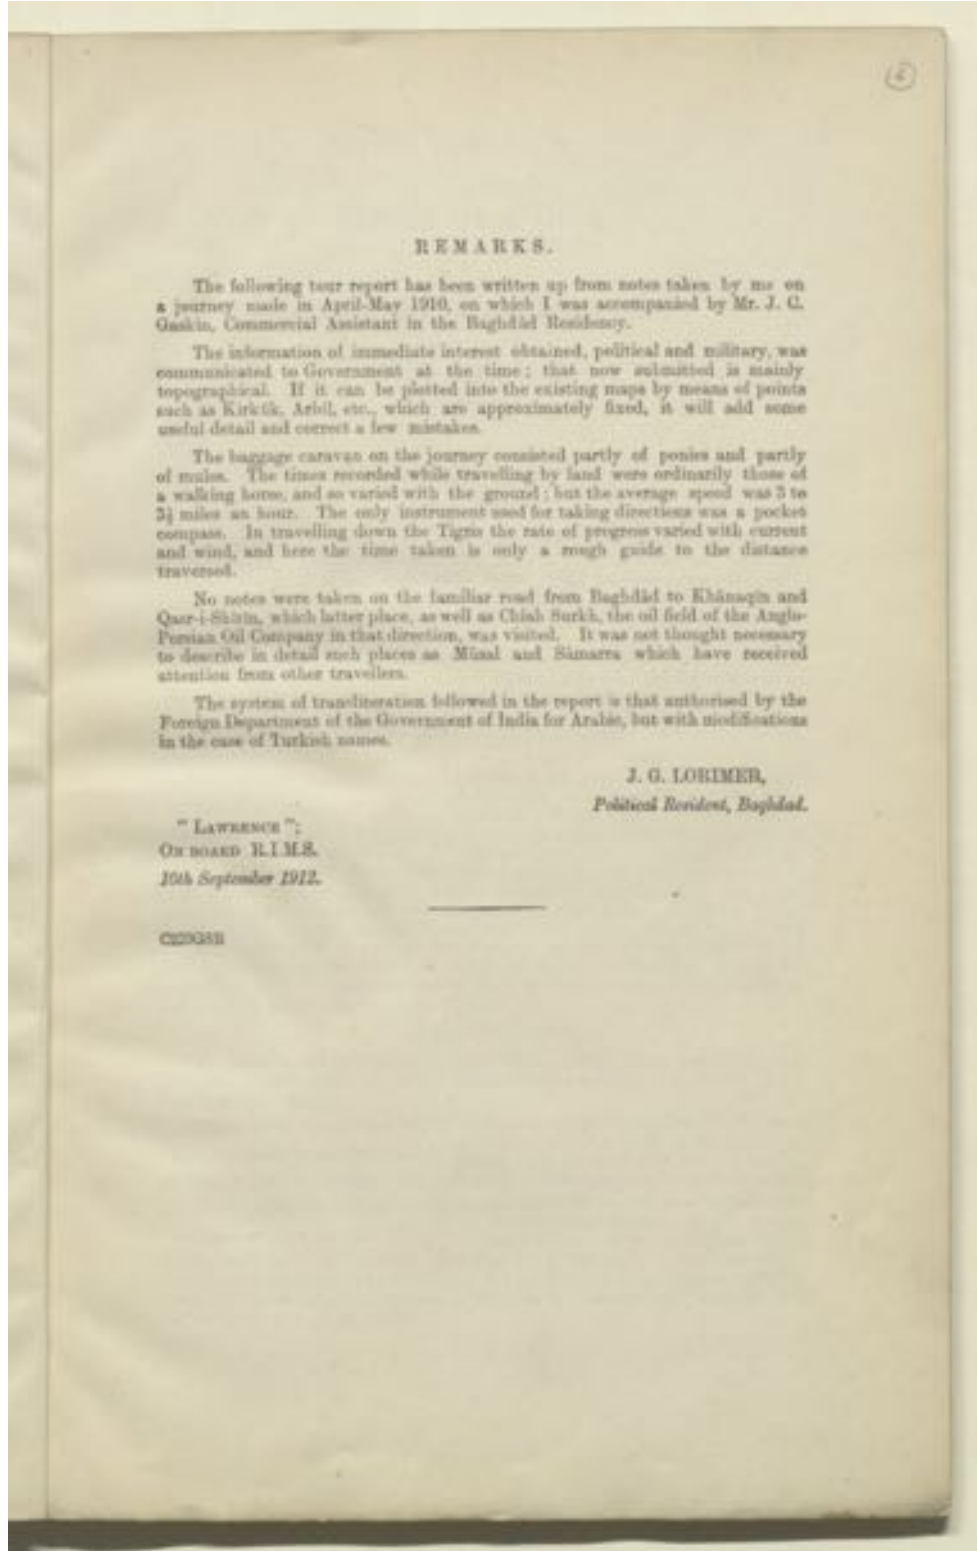 REMARKS.
The following tour report has been written up from notes taken by me on
a journey made in April-May 1910, on which I was accompanied by Mr. J. C.
Gaskin, Commercial Assistant in the Baghdād Residency.
The information of immediate interest obtained, political and military, was
communicated to Government at the time; that now submitted is mainly
topographical. If it can be plotted into the existing maps by means of points
such as Kirkūk, Arbīl, etc., which are approximately fixed, it will add some
useful detail and correct a few mistakes.
The baggage caravan on the journey consisted partly of ponies and partly
of mules. The times recorded while travelling by land were ordinarily those of
a walking horse, and so varied with the ground; but the average speed was 3 to
3½ miles an hour. The only instrument used for taking directions was a pocket
compass. In travelling down the Tigris the rate of progress varied with current
and wind, and here the time taken is only a rough guide to the distance
traversed.
No notes were taken on the familiar road from Baghdād to Khānaqīn and
Qasr-i-Shīrīn, which latter place, as well as Chiah Surkh, the oil field of the Anglo-
Persian Oil Company in that direction, was visited. It was not thought necessary
to describe in detail such places as Mūsal and Sāmarra which have received
attention from other travellers.
The system of transliteration followed in the report is that authorised by the
Foreign Department of the Government of India for Arabic, but with modifications
in the case of Turkish names.
J. G. LORIMER,
Political Resident, Baghdad.
" LAWRENCE ";
ON BOARD R.I.M.S.
10th September 1912.